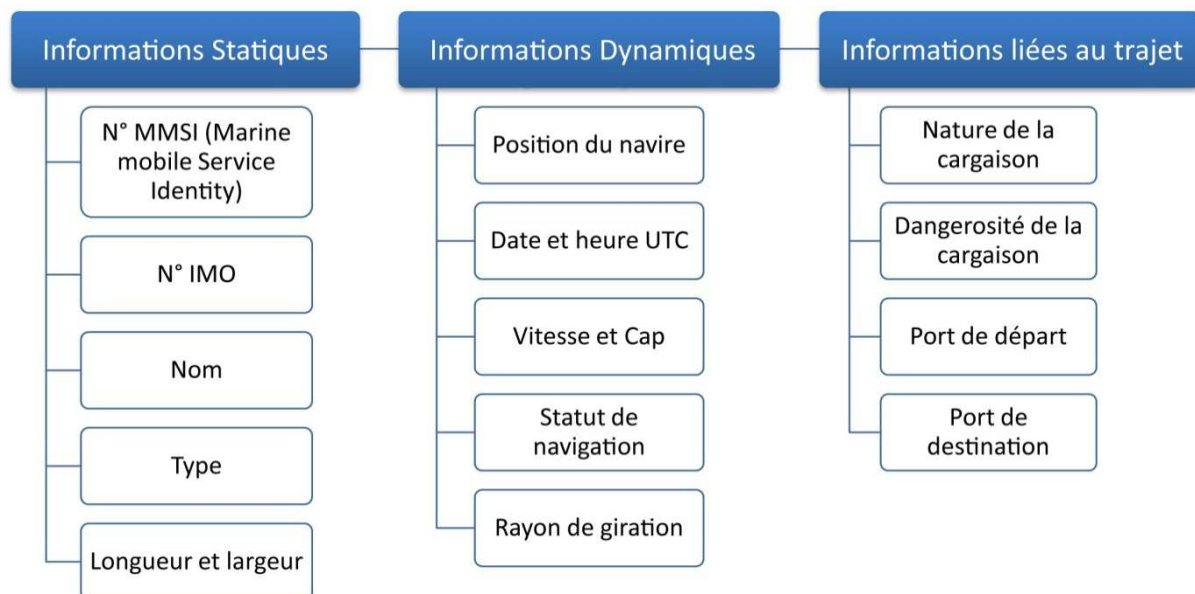 Informations Statiques
N° MMSI (Marine
mobile Service
Identity)
N° IMO
Nom
Type
Longueur et largeur
Informations Dynamiques
Position du navire
Date et heure UTC
Vitesse et Cap
Statut de
navigation
Rayon de giration
Informations liées au trajet
Nature de la
cargaison
Dangerosité de la
cargaison
Port de départ
Port de
destination